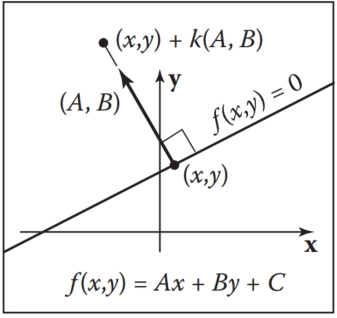 (x,y) + k(A, B)
y
(A, B)
f(x,y) = 0
(x,y)
x
f(x,y) = Ax + By + C